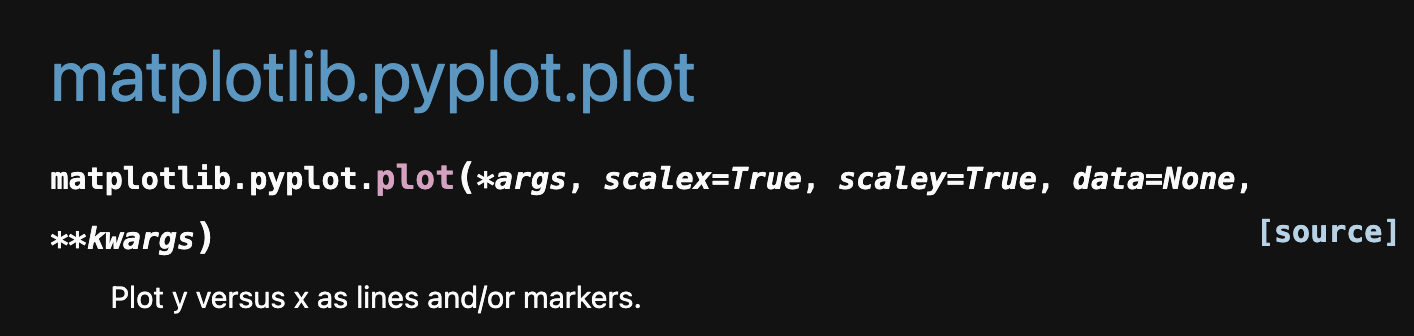 matplotlib.pyplot.plot
matplotlib.pyplot.plot(*args, scalex=True, scaley=True, data=None,
**kwargs) [source]
Plot y versus x as lines and/or markers.